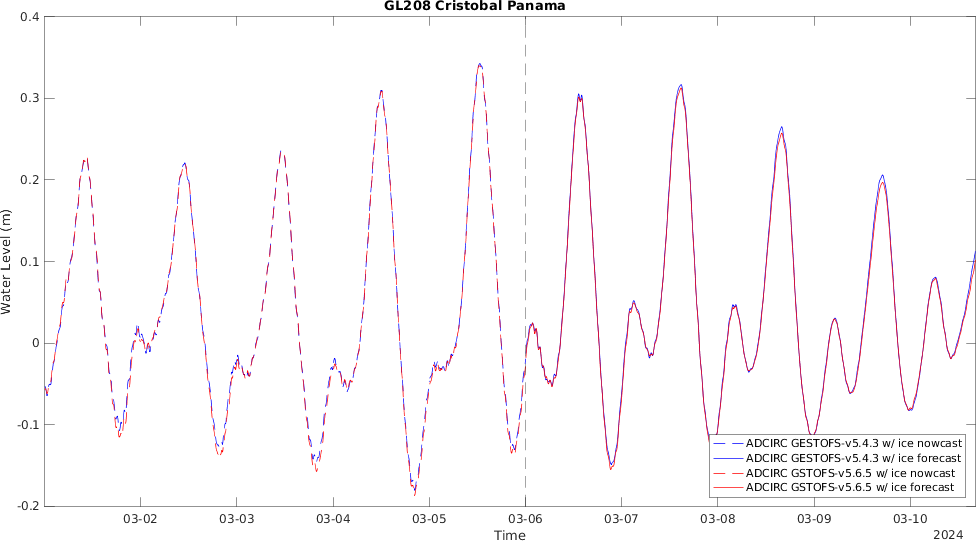 GL208 Cristobal Panama
0.4
0.3
0.2
0.1
0
-0.1
-0.2
Water Level (m)
ADCIRC GESTOFS-v5.4.3 w/ ice nowcast
ADCIRC GESTOFS-v5.4.3 w/ ice forecast
ADCIRC GSTOFS-v5.6.5 w/ ice nowcast
ADCIRC GSTOFS-v5.6.5 w/ ice forecast
03-02 03-03 03-04 03-05 03-06 03-07 03-08 03-09 03-10
Time
2024